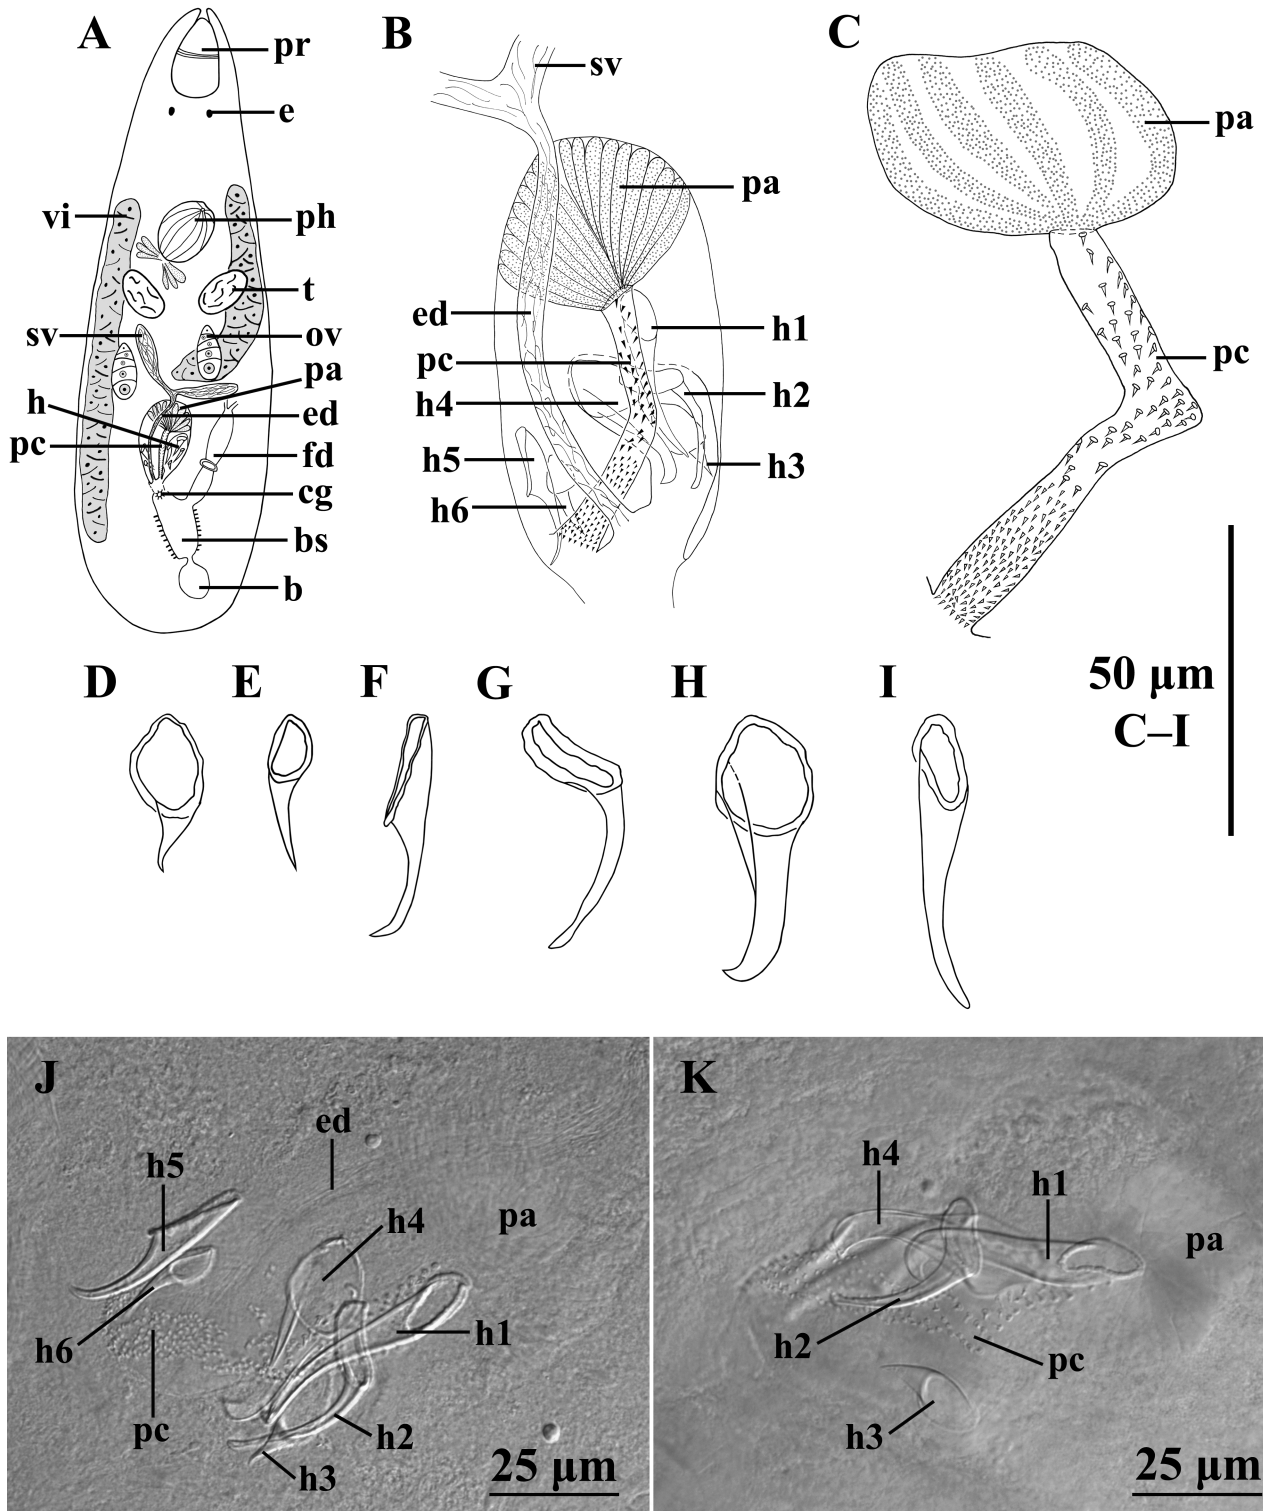 A
pr
e
vi
ph
t
sv
ov
pa
h
ed
pc
fd
cg
bs
b
B
sv
pa
ed
h1
pc
h2
h4
h5
h3
h6
C
pa
pc
50 µm
C–I
D
E
F
G
H
I
J
ed
h5
h4
pa
h6
h1
pc
h2
h3
25 µm
K
h4
h1
pa
h2
pc
h3
25 µm